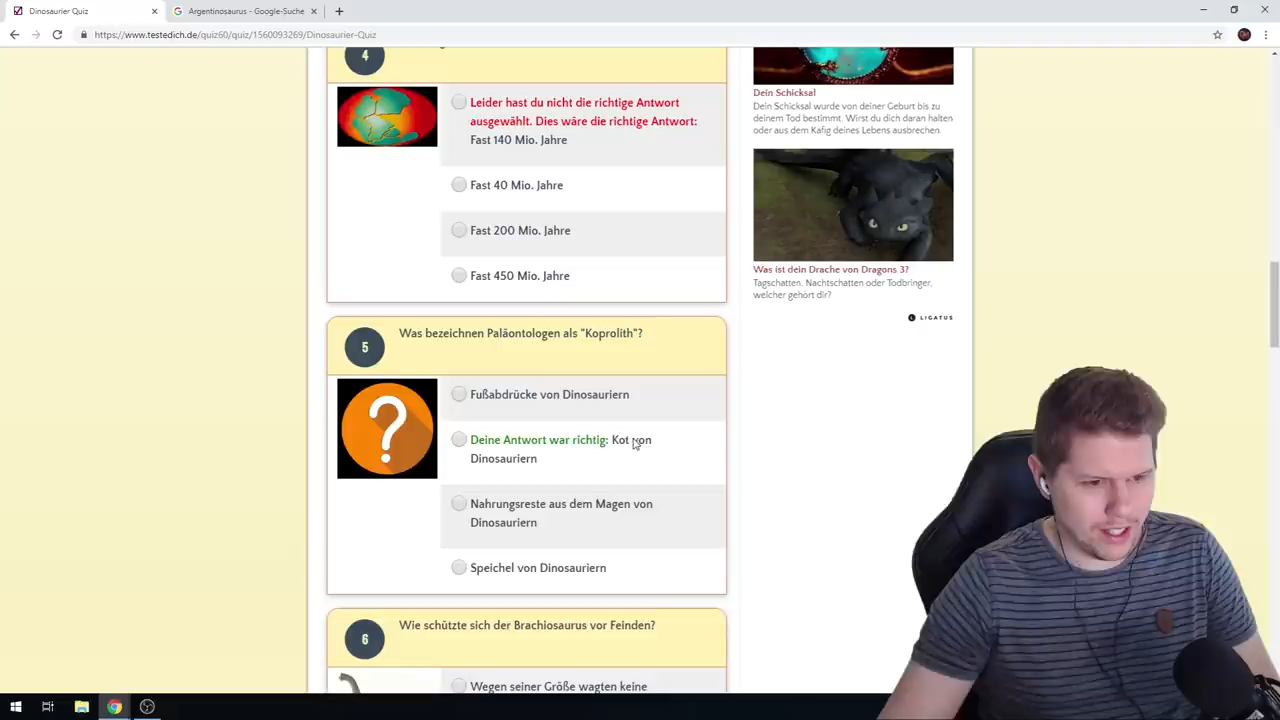 Dinosaurier Quiz
Argentinosaurus - Google-Suche
https://www.testedich.de/quiz60/quiz/1560093269/Dinosaurier-Quiz
4
Leider hast du nicht die richtige Antwort
ausgewählt. Dies wäre die richtige Antwort:
Fast 140 Mio. Jahre
Fast 40 Mio. Jahre
Fast 200 Mio. Jahre
Fast 450 Mio. Jahre
5
Was bezeichnen Paläontologen als "Koprolith"?
Fußabdrücke von Dinosauriern
Deine Antwort war richtig: Kot von
Dinosauriern
Nahrungsreste aus dem Magen von
Dinosauriern
Speichel von Dinosauriern
6
Wie schützte sich der Brachiosaurus vor Feinden?
Wegen seiner Größe wagten keine
Dein Schicksal
Dein Schicksal wurde von deiner Geburt bis zu
deinem Tod bestimmt. Wirst du dich daran halten
oder aus dem Käfig deines Lebens ausbrechen.
Was ist dein Drache von Dragons 3?
Tagschatten, Nachtschatten oder Todbringer,
welcher gehört dir?
LIGATUS